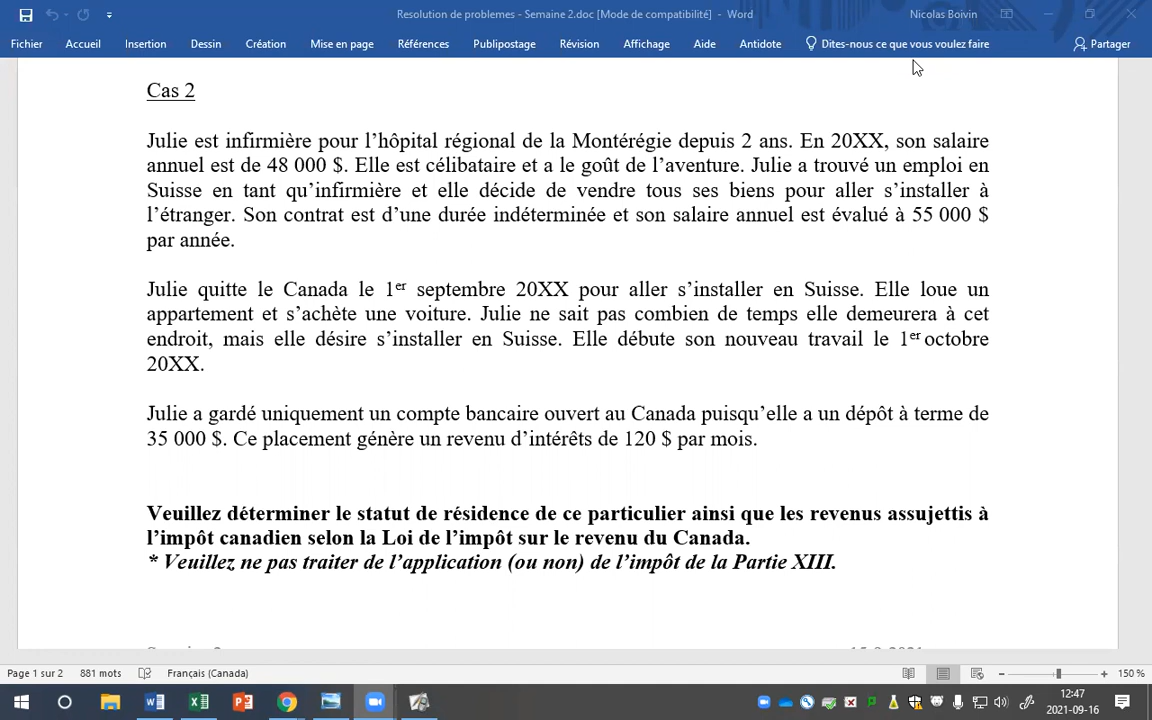 Resolution de problemes - Semaine 2.doc [Mode de compatibilité] - Word
Nicolas Boivin
Fichier Accueil Insertion Dessin Création Mise en page Références Publipostage Révision Affichage Aide Antidote Dites-nous ce que vous voulez faire Partager
Cas 2
Julie est infirmière pour l'hôpital régional de la Montérégie depuis 2 ans. En 20XX, son salaire
annuel est de 48 000 $. Elle est célibataire et a le goût de l'aventure. Julie a trouvé un emploi en
Suisse en tant qu'infirmière et elle décide de vendre tous ses biens pour aller s'installer à
l'étranger. Son contrat est d'une durée indéterminée et son salaire annuel est évalué à 55 000 $
par année.
Julie quitte le Canada le 1er septembre 20XX pour aller s'installer en Suisse. Elle loue un
appartement et s'achète une voiture. Julie ne sait pas combien de temps elle demeurera à cet
endroit, mais elle désire s'installer en Suisse. Elle débute son nouveau travail le 1er octobre
20XX.
Julie a gardé uniquement un compte bancaire ouvert au Canada puisqu'elle a un dépôt à terme de
35 000 $. Ce placement génère un revenu d'intérêts de 120 $ par mois.
Veuillez déterminer le statut de résidence de ce particulier ainsi que les revenus assujettis à
l'impôt canadien selon la Loi de l'impôt sur le revenu du Canada.
* Veuillez ne pas traiter de l'application (ou non) de l'impôt de la Partie XIII.
Page 1 sur 2 881 mots Français (Canada) 150 %
12:47
2021-09-16